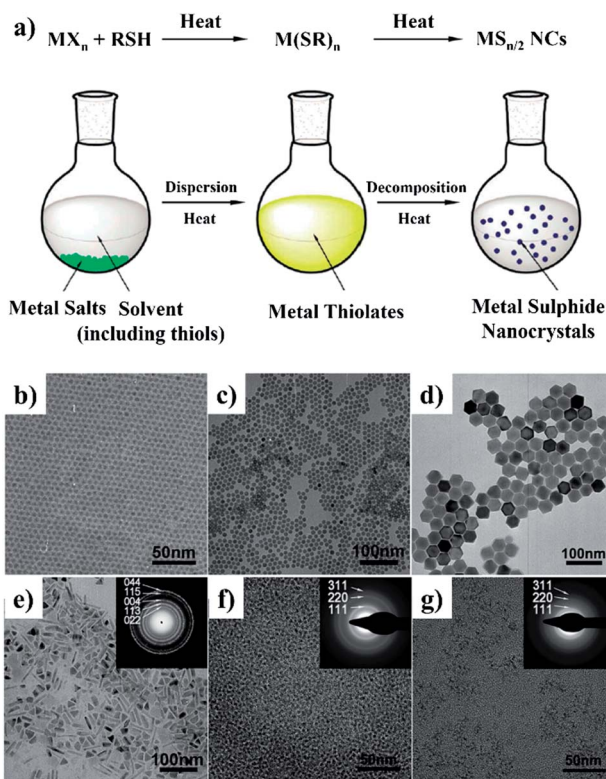 a) MXn + RSH Heat M(SR)n Heat MSn/2 NCs
Dispersion Decomposition
Heat Heat
Metal Salts Solvent Metal Thiolates Metal Sulphide
(including thiols) Nanocrystals
b) c) d)
50nm 100nm 100nm
e) 044 f) 311 g) 311
115 220 220
004 111 111
113
022
100nm 50nm 50nm